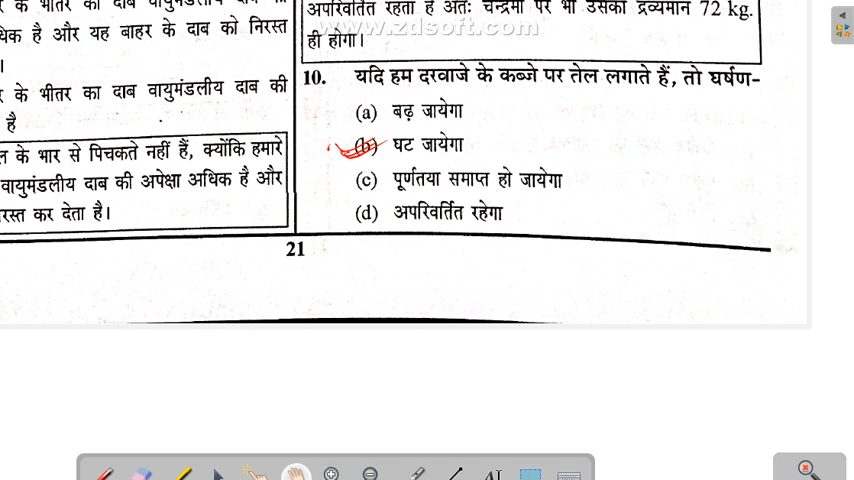 के भीतर का दाब वायुमंडलीय दाब की
धिक है और यह बाहर के दाब को निरस्त
।
के भीतर का दाब वायुमंडलीय दाब की
है
के भार से पिचकते नहीं हैं, क्योंकि हमारे
वायुमंडलीय दाब की अपेक्षा अधिक है और
रस्त कर देता है।
अपरिवर्तित रहता है अतः चन्द्रमा पर भी उसका द्रव्यमान 72 kg.
www.zdsoft.com
ही होगा।
10. यदि हम दरवाजे के कब्जे पर तेल लगाते हैं, तो घर्षण-
(a) बढ़ जायेगा
(b) घट जायेगा
(c) पूर्णतया समाप्त हो जायेगा
(d) अपरिवर्तित रहेगा
21